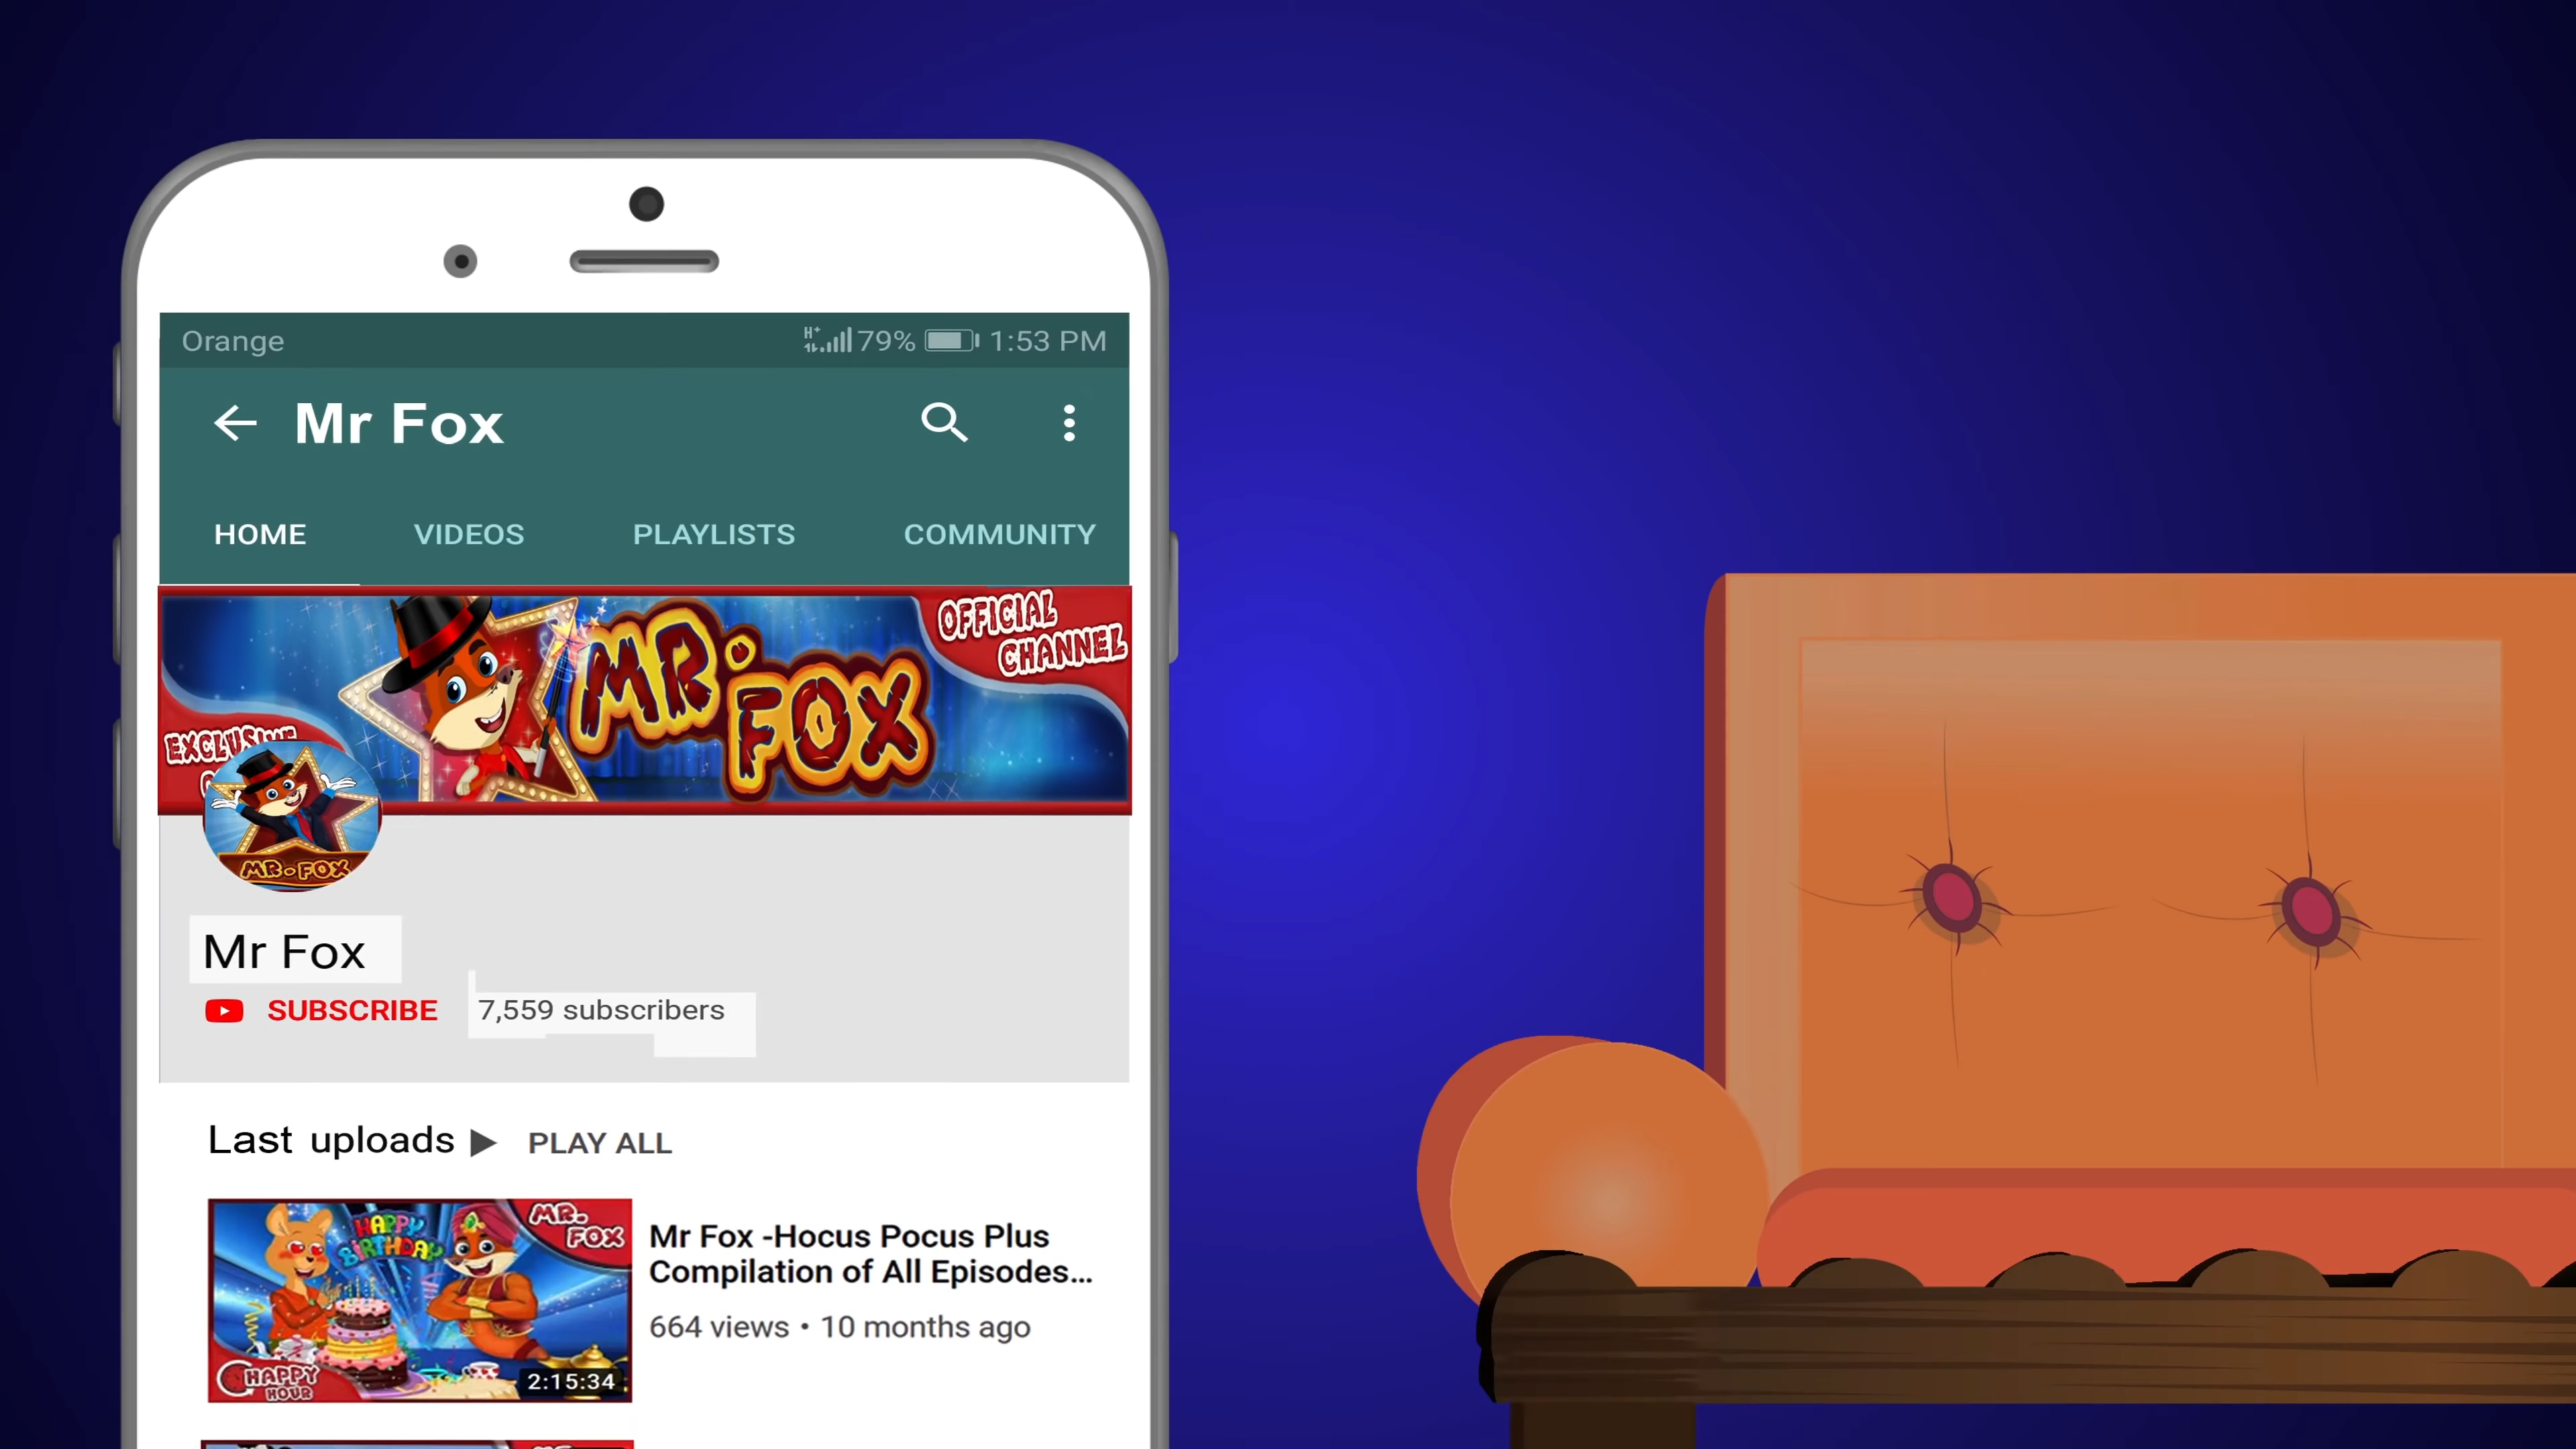 Orange H+ 79% 1:53 PM
Mr Fox
HOME VIDEOS PLAYLISTS COMMUNITY
OFFICIAL
CHANNEL
MR.
FOX
MR. FOX
Mr Fox
SUBSCRIBE 7,559 subscribers
Last uploads PLAY ALL
HAPPY
BIRTHDAY
MR.
FOX
HAPPY
HOUR
2:15:34
Mr Fox -Hocus Pocus Plus
Compilation of All Episodes...
664 views • 10 months ago